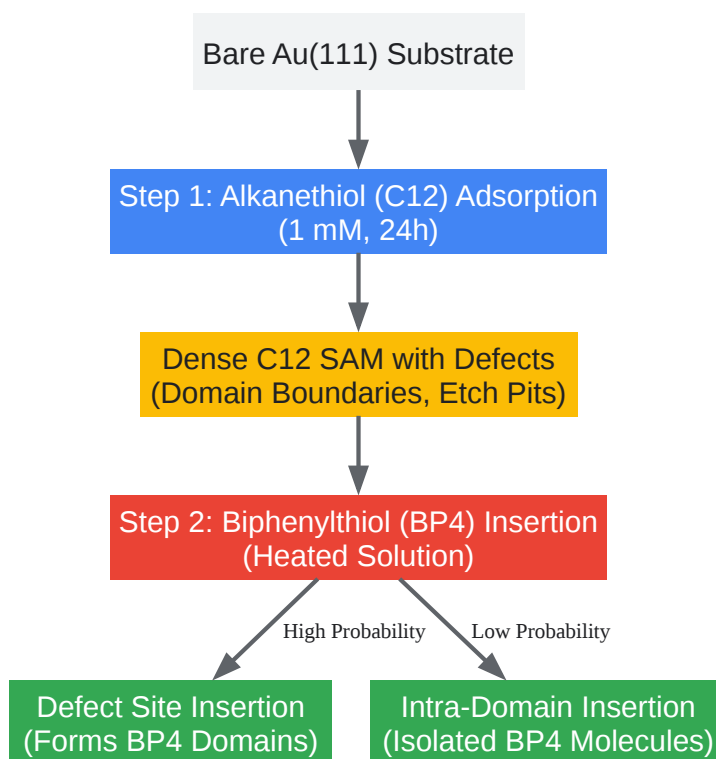 Bare Au(111) Substrate
Step 1: Alkanethiol (C12) Adsorption
(1 mM, 24h)
Dense C12 SAM with Defects
(Domain Boundaries, Etch Pits)
Step 2: Biphenylthiol (BP4) Insertion
(Heated Solution)
High Probability
Low Probability
Defect Site Insertion
(Forms BP4 Domains)
Intra-Domain Insertion
(Isolated BP4 Molecules)